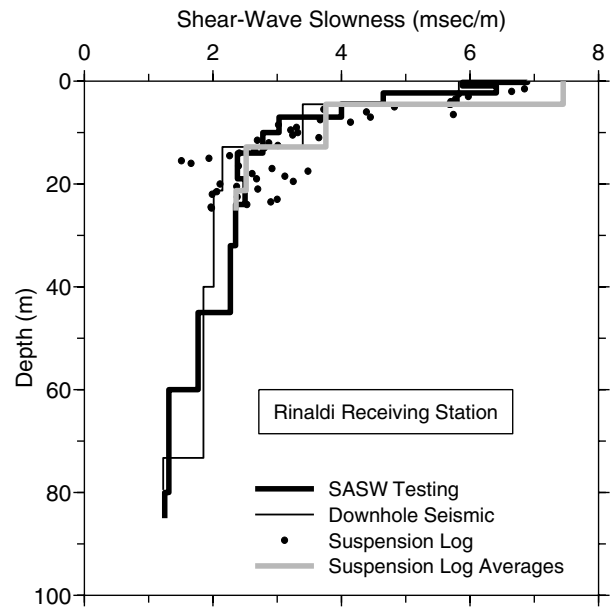 Shear-Wave Slowness (msec/m)
0 2 4 6 8
0
20
40
60
80
100
Depth (m)
Rinaldi Receiving Station
SASW Testing
Downhole Seismic
Suspension Log
Suspension Log Averages